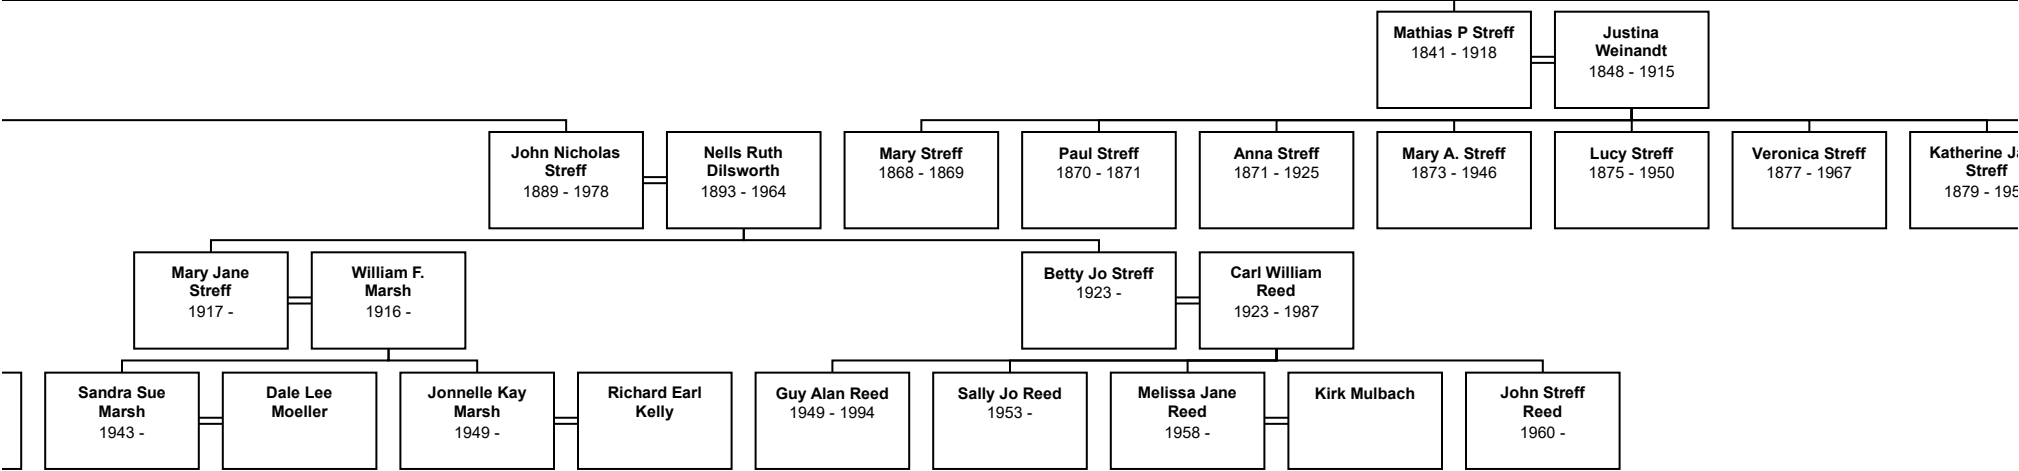 Mathias P Streff
1841 - 1918
Justina
Weinandt
1848 - 1915
John Nicholas
Streff
1889 - 1978
Nells Ruth
Dilsworth
1893 - 1964
Mary Streff
1868 - 1869
Paul Streff
1870 - 1871
Anna Streff
1871 - 1925
Mary A. Streff
1873 - 1946
Lucy Streff
1875 - 1950
Veronica Streff
1877 - 1967
Katherine
Streff
1879 -
Mary Jane
Streff
1917 -
William F.
Marsh
1916 -
Betty Jo Streff
1923 -
Carl William
Reed
1923 - 1987
Sandra Sue
Marsh
1943 -
Dale Lee
Moeller
Jonnelle Kay
Marsh
1949 -
Richard Earl
Kelly
Guy Alan Reed
1949 - 1994
Sally Jo Reed
1953 -
Melissa Jane
Reed
1958 -
Kirk Mulbach
John Streff
Reed
1960 -